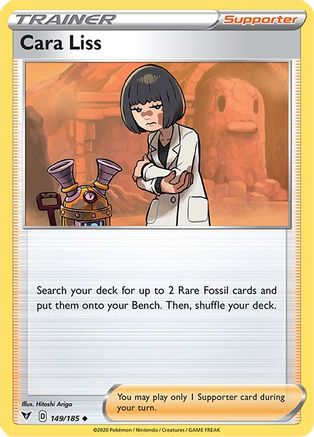 TRAINER Supporter
Cara Liss
Search your deck for up to 2 Rare Fossil cards and
put them onto your Bench. Then, shuffle your deck.
Illus. Hitoshi Ariga
D 149/185
You may play only 1 Supporter card during
your turn.
©2020 Pokémon / Nintendo / Creatures / GAME FREAK